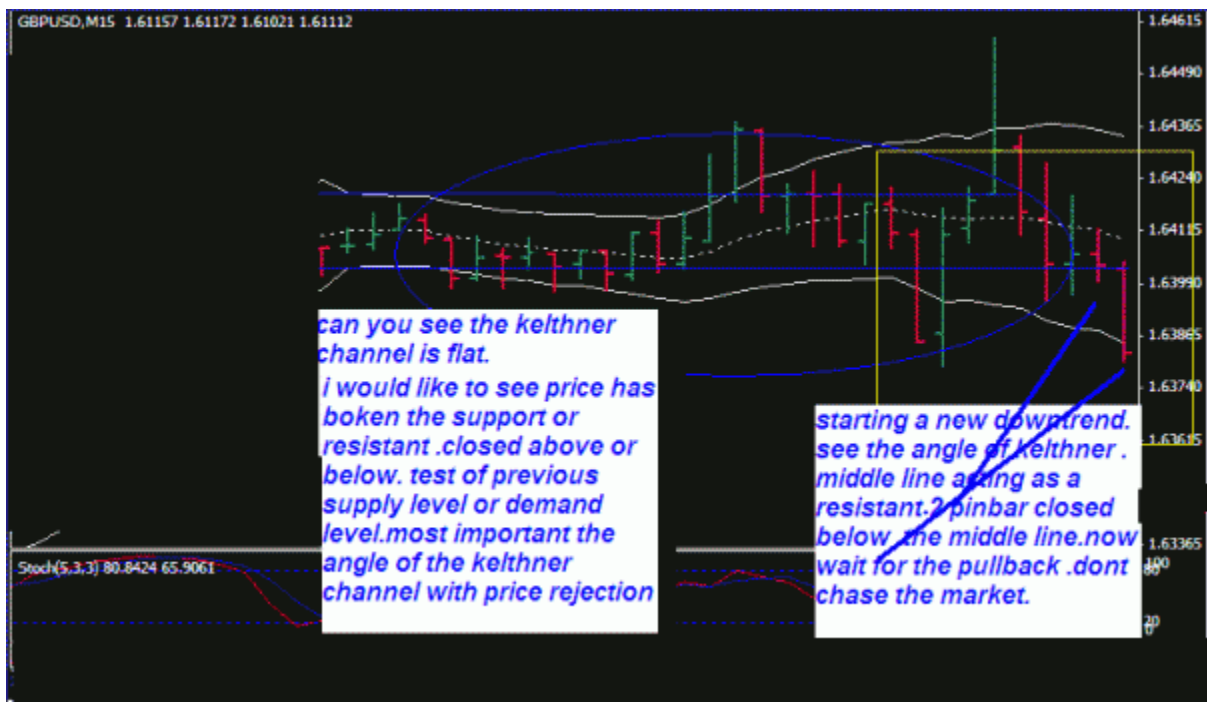 GBPUSD,M15 1.61157 1.61172 1.61021 1.61112
1.64615
1.64490
1.64365
1.64240
1.64115
1.63990
1.63865
1.63740
1.63615
1.63365
can you see the kelthner
channel is flat.
i would like to see price has
boken the support or
resistant .closed above or
below. test of previous
supply level or demand
level.most important the
angle of the kelthner
channel with price rejection
starting a new downtrend.
see the angle of kelthner .
middle line acting as a
resistant.2 pinbar closed
below the middle line.now
wait for the pullback .dont
chase the market.
Stoch(5,3,3) 80.8424 65.9061
100
80
20
0